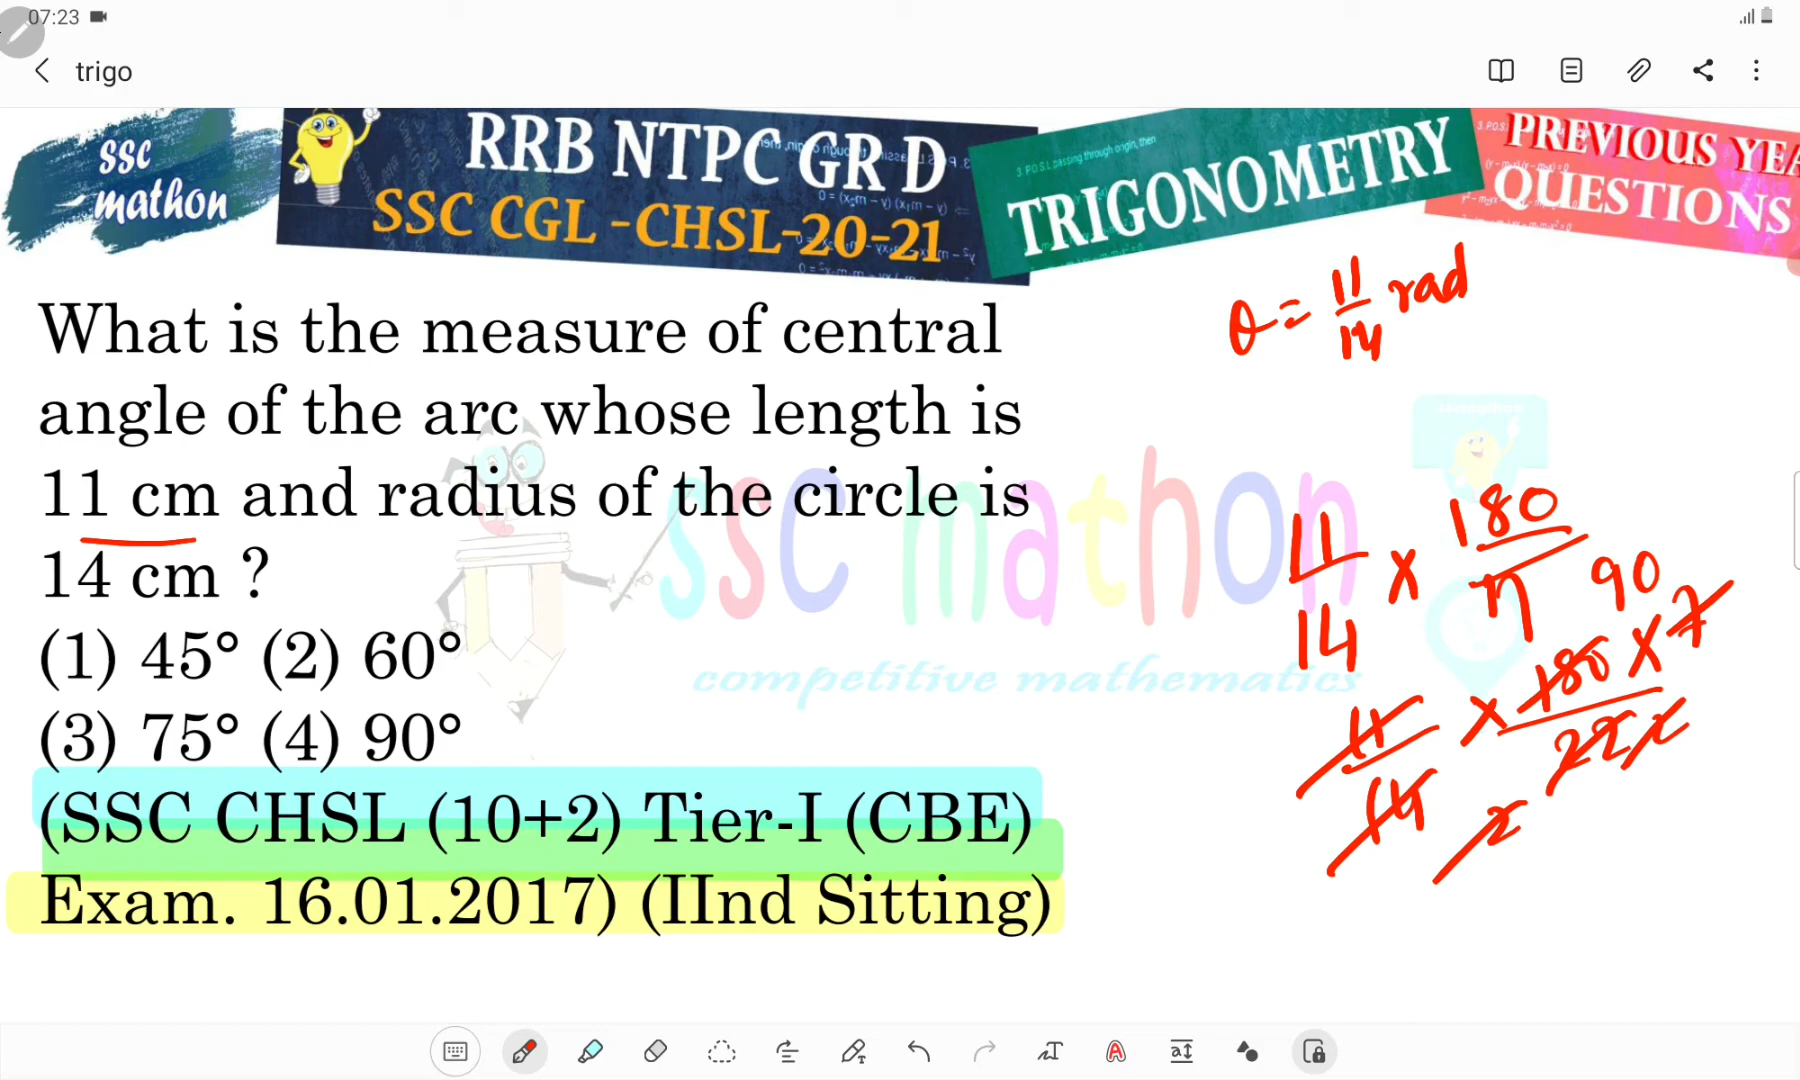 07:23
trigo
ssc
mathon
RRB NTPC GR D
SSC CGL -CHSL-20-21
TRIGONOMETRY
PREVIOUS YEA
QUESTIONS
What is the measure of central
angle of the arc whose length is
11 cm and radius of the circle is
14 cm ?
(1) 45° (2) 60°
(3) 75° (4) 90°
(SSC CHSL (10+2) Tier-I (CBE)
Exam. 16.01.2017) (IInd Sitting)
θ = 11/14 rad
11/14 × 180/π
90
11/14 × 180 × 7/22
2 2
ssc mathon
competitive mathematics